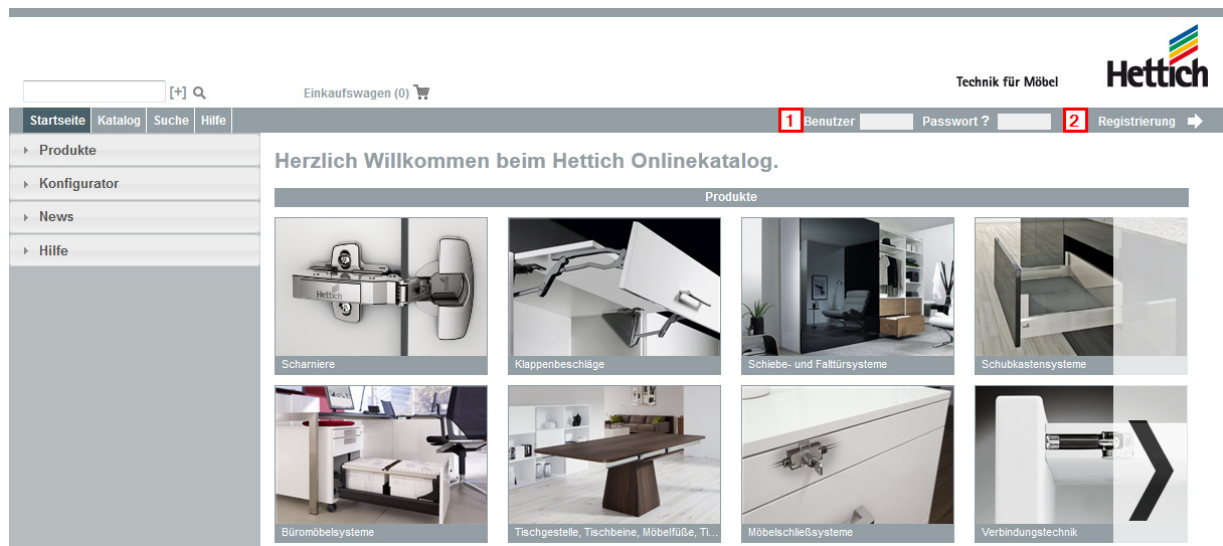 Technik für Möbel
Hettich
[+]
Einkaufswagen (0)
Startseite Katalog Suche Hilfe
1 Benutzer Passwort ? 2 Registrierung
Produkte
Konfigurator
News
Hilfe
Herzlich Willkommen beim Hettich Onlinekatalog.
Produkte
Hettich
Scharniere
Klappenbeschläge
Schiebe- und Falttürsysteme
Schubkastensysteme
Büromöbelsysteme
Tischgestelle, Tischbeine, Möbelfüße, Ti...
Möbelschließsysteme
Verbindungstechnik